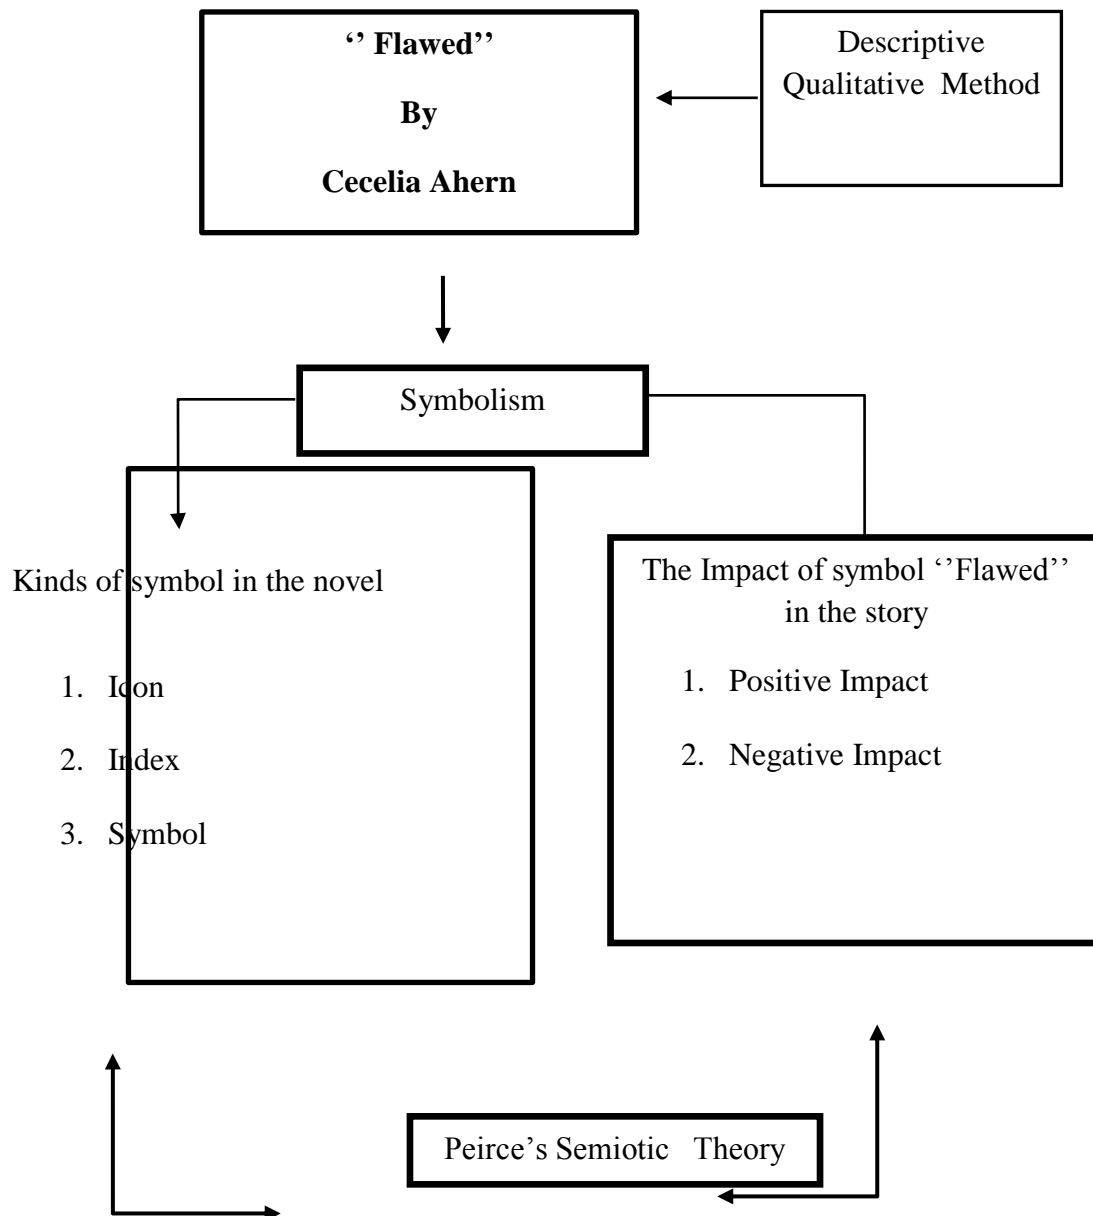 ‘’ Flawed’’
By
Cecelia Ahern
Descriptive
Qualitative Method
Symbolism
Kinds of symbol in the novel
1. Icon
2. Index
3. Symbol
The Impact of symbol ‘’Flawed’’
in the story
1. Positive Impact
2. Negative Impact
Peirce’s Semiotic Theory